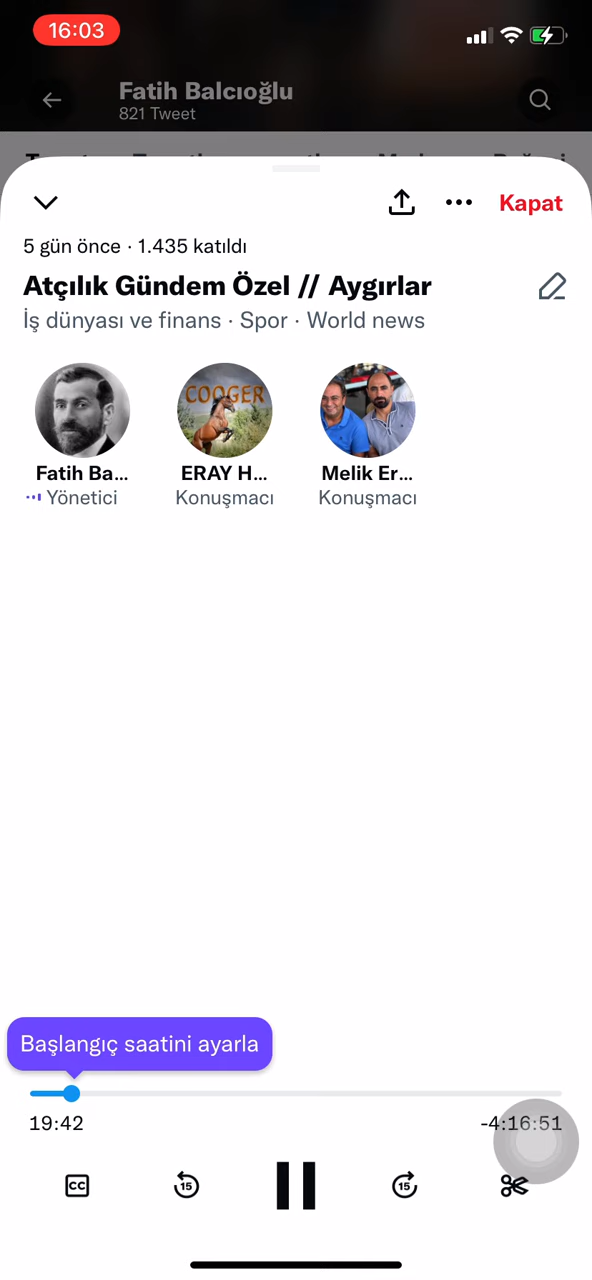 16:03
Fatih Balcıoğlu
821 Tweet
Kapat
5 gün önce · 1.435 katıldı
Atçılık Gündem Özel // Aygırlar
İş dünyası ve finans · Spor · World news
COOGER
Fatih Ba...
ERAY H...
Melik Er...
Yönetici
Konuşmacı
Konuşmacı
Başlangıç saatini ayarla
19:42
-4:16:51
CC
15
15